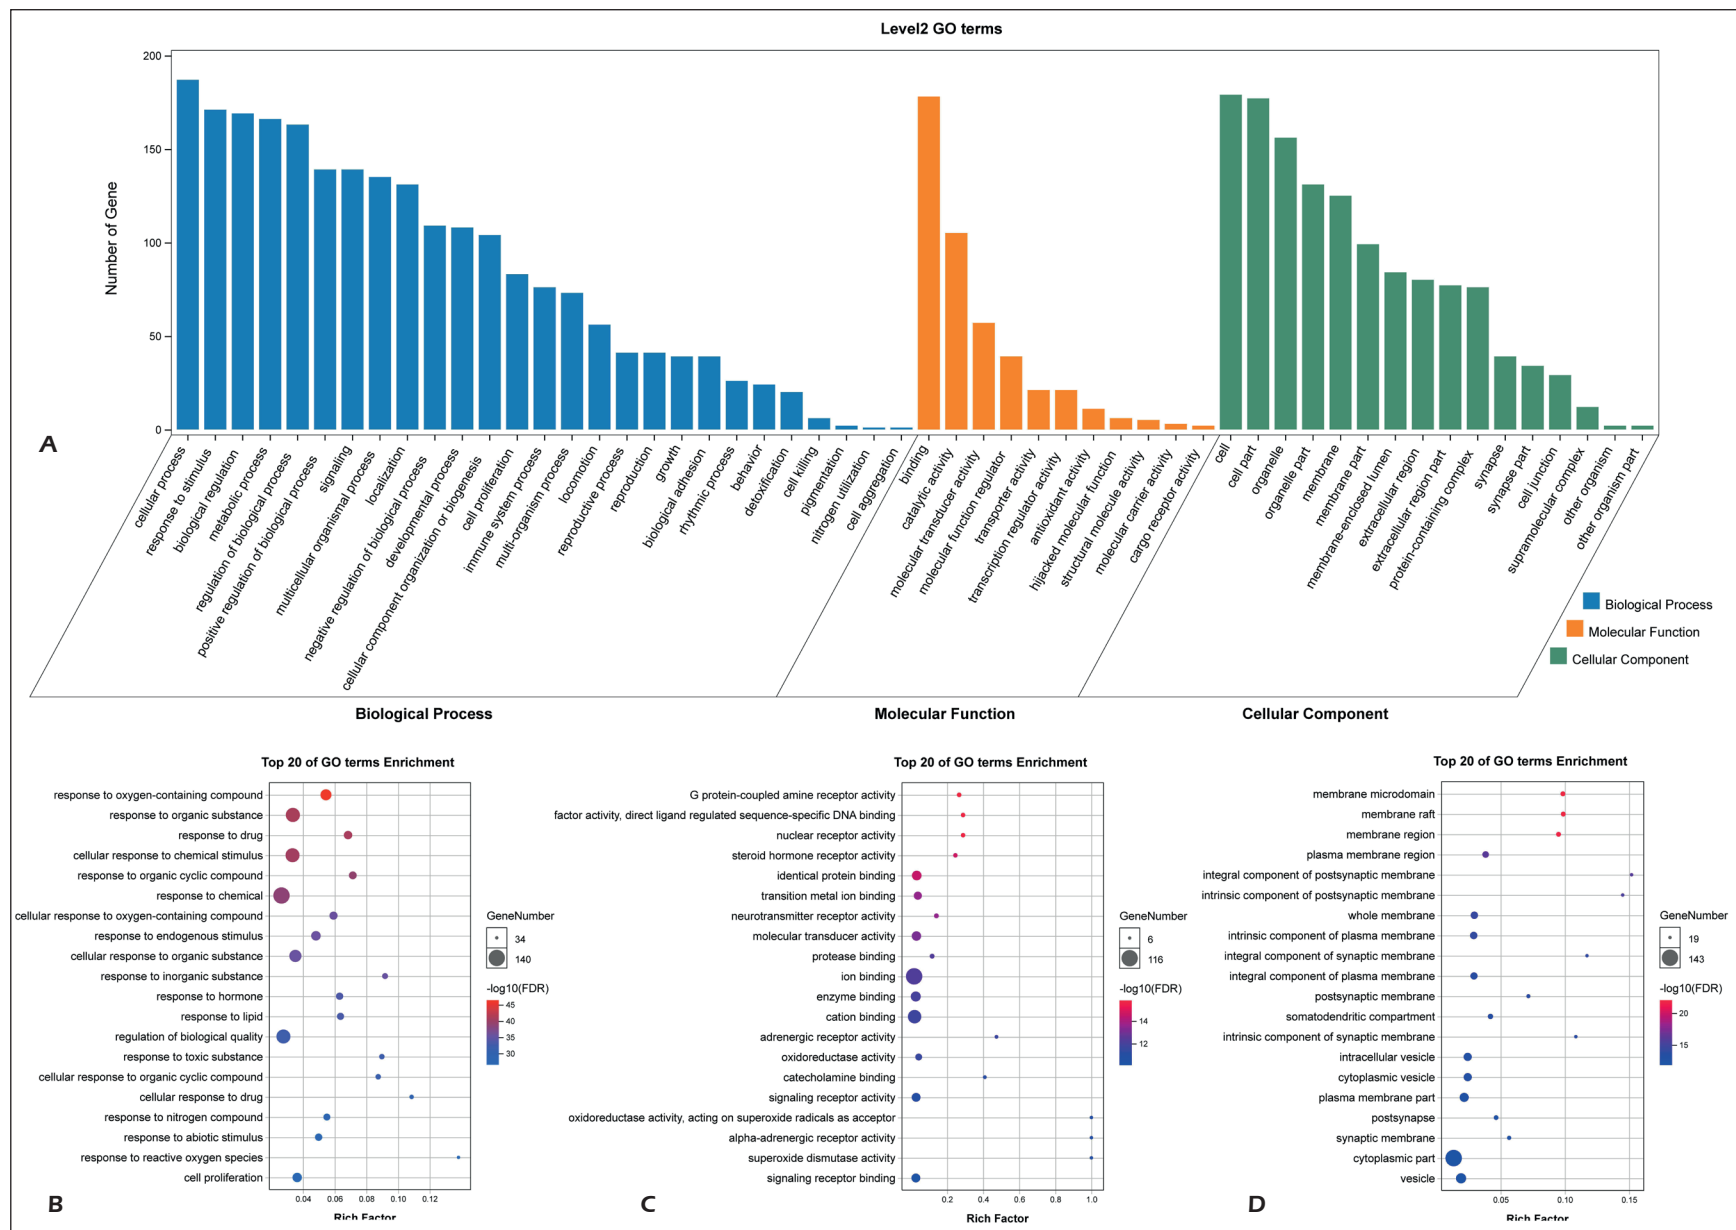 Level2 GO terms
200
150
100
50
0
Number of Gene
A
cellular process
response to stimulus
biological regulation
metabolic process
regulation of biological process
positive regulation of biological process
signaling
multicellular organismal process
localization
negative regulation of biological process
developmental process
cellular component organization or biogenesis
cell proliferation
immune system process
multi-organism process
locomotion
reproductive process
reproduction
growth
biological adhesion
rhythmic process
behavior
detoxification
cell killing
pigmentation
nitrogen utilization
cell aggregation
binding
catalytic activity
molecular transducer activity
molecular function regulator
transporter activity
transcription regulator activity
antioxidant activity
hijacked molecular function
structural molecule activity
molecular carrier activity
cargo receptor activity
cell
cell part
organelle
organelle part
membrane
membrane part
membrane-enclosed lumen
extracellular region
extracellular region part
protein-containing complex
synapse
synapse part
cell junction
supramolecular complex
other organism
other organism part
Biological Process
Molecular Function
Cellular Component
Biological Process
Molecular Function
Cellular Component
Top 20 of GO terms Enrichment
response to oxygen-containing compound
response to organic substance
response to drug
cellular response to chemical stimulus
response to organic cyclic compound
response to chemical
cellular response to oxygen-containing compound
response to endogenous stimulus
cellular response to organic substance
response to inorganic substance
response to hormone
response to lipid
regulation of biological quality
response to toxic substance
cellular response to organic cyclic compound
cellular response to drug
response to nitrogen compound
response to abiotic stimulus
response to reactive oxygen species
cell proliferation
0.04 0.06 0.08 0.10 0.12
Rich Factor
GeneNumber
34
140
-log10(FDR)
45
40
35
30
B
Top 20 of GO terms Enrichment
G protein-coupled amine receptor activity
factor activity, direct ligand regulated sequence-specific DNA binding
nuclear receptor activity
steroid hormone receptor activity
identical protein binding
transition metal ion binding
neurotransmitter receptor activity
molecular transducer activity
protease binding
ion binding
enzyme binding
cation binding
adrenergic receptor activity
oxidoreductase activity
catecholamine binding
signaling receptor activity
oxidoreductase activity, acting on superoxide radicals as acceptor
alpha-adrenergic receptor activity
superoxide dismutase activity
signaling receptor binding
0.2 0.4 0.6 0.8 1.0
Rich Factor
GeneNumber
6
116
-log10(FDR)
14
12
C
Top 20 of GO terms Enrichment
membrane microdomain
membrane raft
membrane region
plasma membrane region
integral component of postsynaptic membrane
intrinsic component of postsynaptic membrane
whole membrane
intrinsic component of plasma membrane
integral component of synaptic membrane
integral component of plasma membrane
postsynaptic membrane
somatodendritic compartment
intrinsic component of synaptic membrane
intracellular vesicle
cytoplasmic vesicle
plasma membrane part
postsynapse
synaptic membrane
cytoplasmic part
vesicle
0.05 0.10 0.15
Rich Factor
GeneNumber
19
143
-log10(FDR)
20
15
D